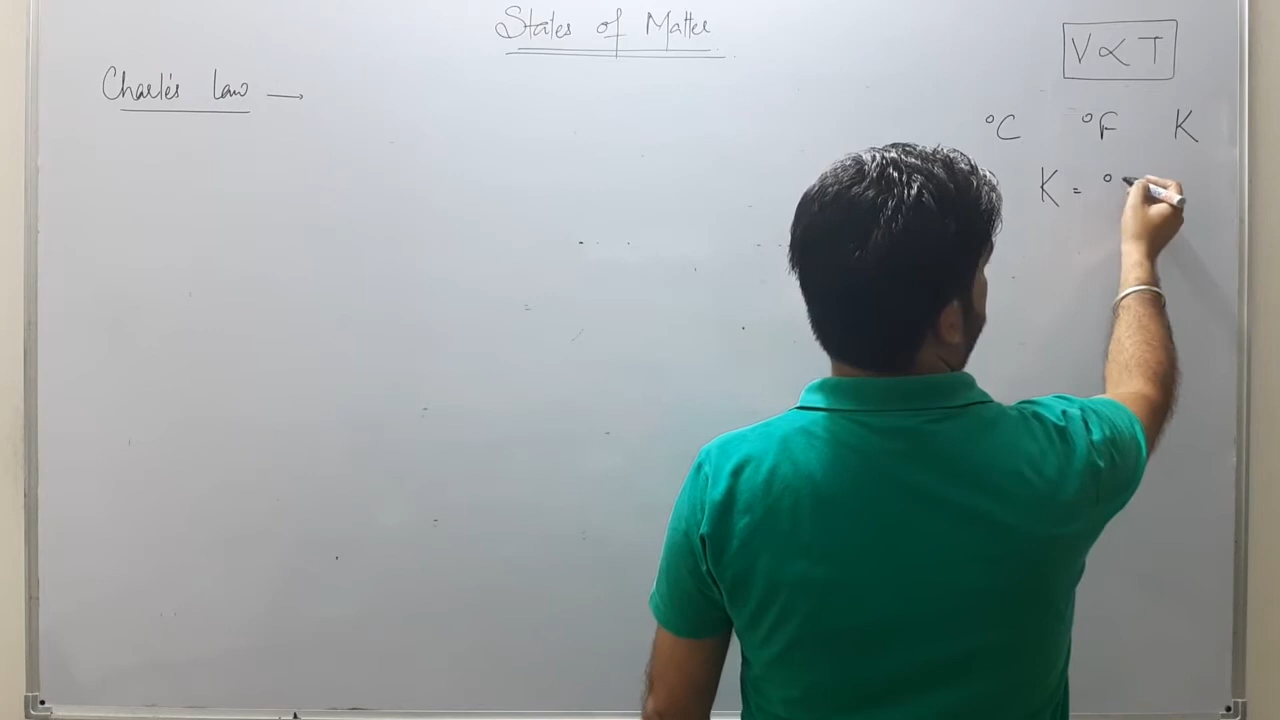 States of Matter
V ∝ T
Charle's Law →
°C °F K
K = °